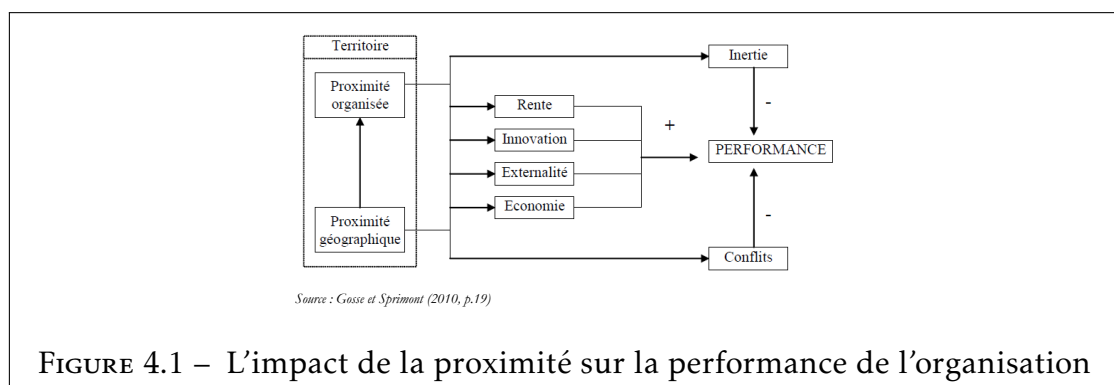 Territoire
Proximité
organisée
Proximité
géographique
Rente
Innovation
Externalité
Economie
Inertie
-
+
PERFORMANCE
-
Conflits
Source : Gosse et Sprimont (2010, p.19)
FIGURE 4.1 – L'impact de la proximité sur la performance de l'organisation